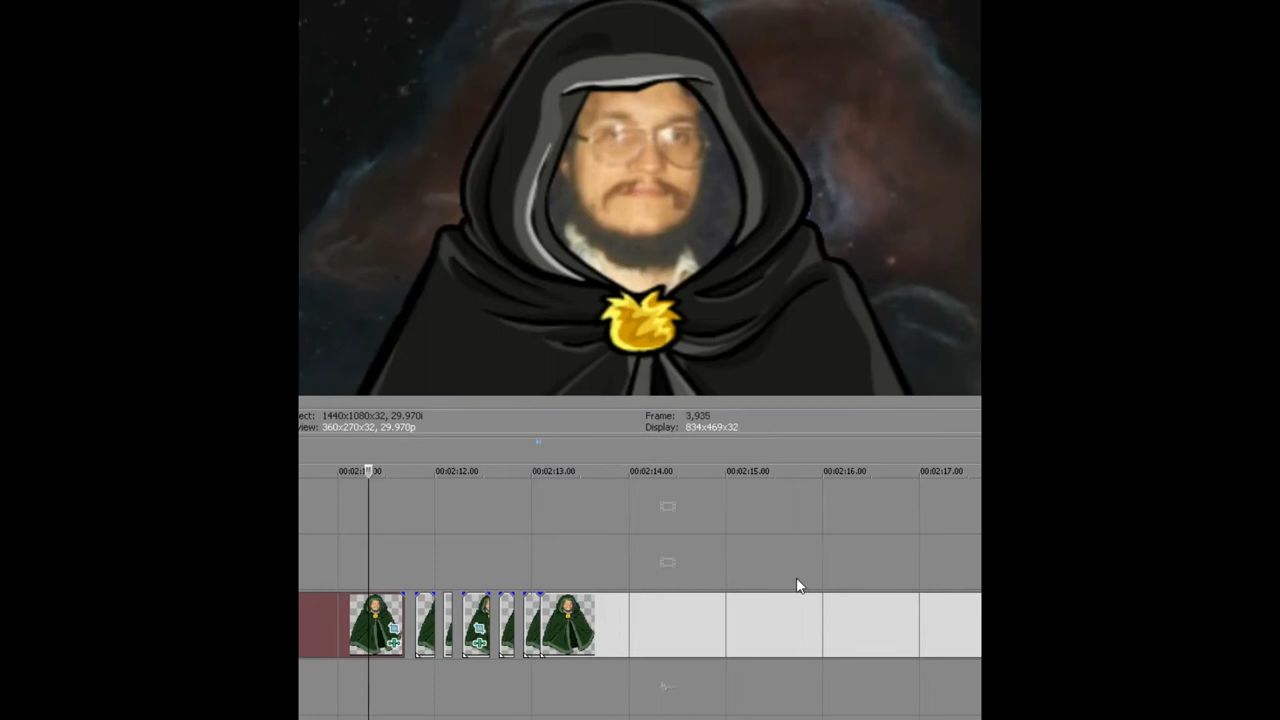 ect: 1440x1080x32, 29.970i
Frame: 3,935
view: 360x270x32, 29.970p
Display: 834x469x32
00:02:12.00 00:02:13.00 00:02:14.00 00:02:15.00 00:02:16.00 00:02:17.00